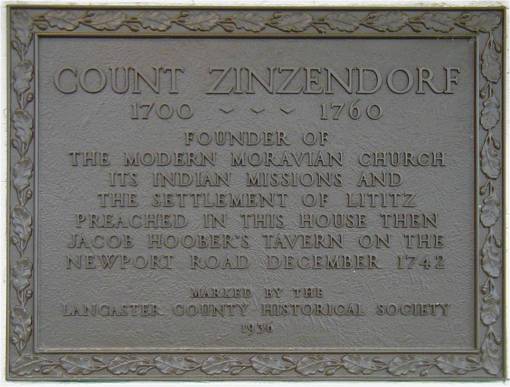 COUNT ZINZENDORF
1700 ~ ~ ~ 1760
FOUNDER OF
THE MODERN MORAVIAN CHURCH
ITS INDIAN MISSIONS AND
THE SETTLEMENT OF LITITZ
PREACHED IN THIS HOUSE THEN
JACOB HOOBER'S TAVERN ON THE
NEWPORT ROAD DECEMBER 1742
MARKED BY THE
LANCASTER COUNTY HISTORICAL SOCIETY
1936